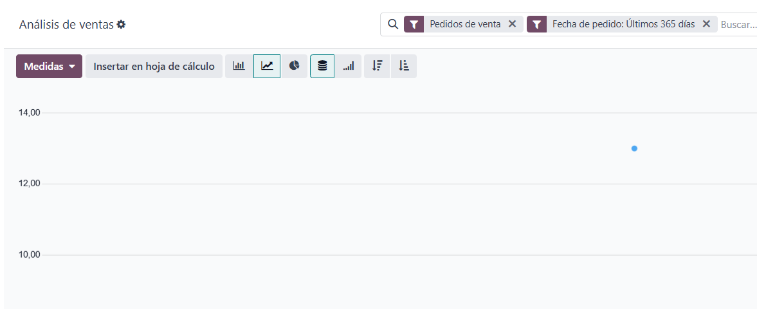 Análisis de ventas
Pedidos de venta
Fecha de pedido: Últimos 365 días
Buscar...
Medidas
Insertar en hoja de cálculo
14,00
12,00
10,00